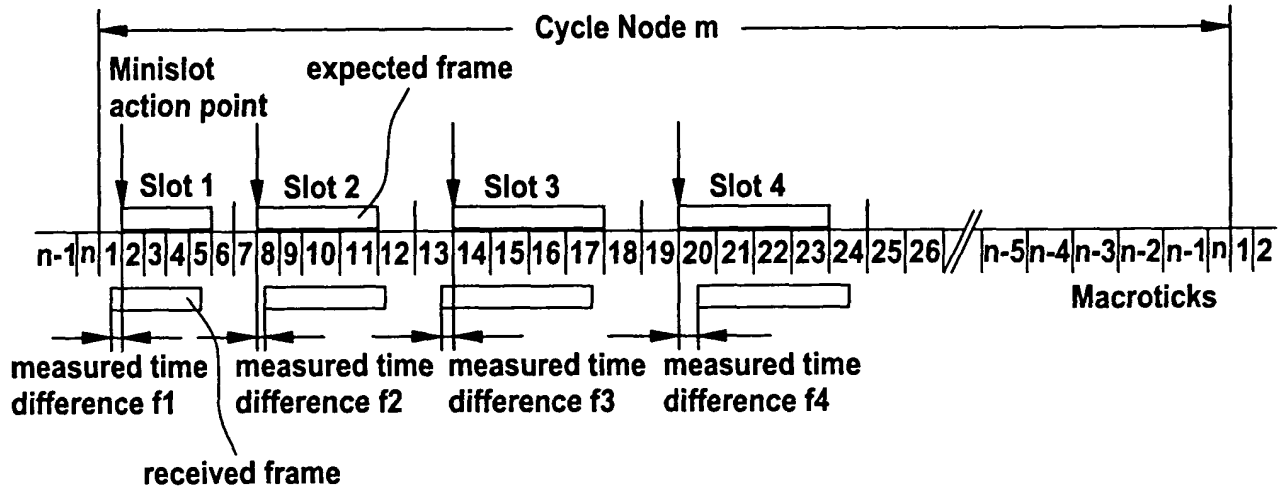 Cycle Node m
Minislot action point
expected frame
Slot 1 Slot 2 Slot 3 Slot 4
n-1 n 1 2 3 4 5 6 7 8 9 10 11 12 13 14 15 16 17 18 19 20 21 22 23 24 25 26 n-5 n-4 n-3 n-2 n-1 n 1 2
Macroticks
measured time difference f1
measured time difference f2
measured time difference f3
measured time difference f4
received frame